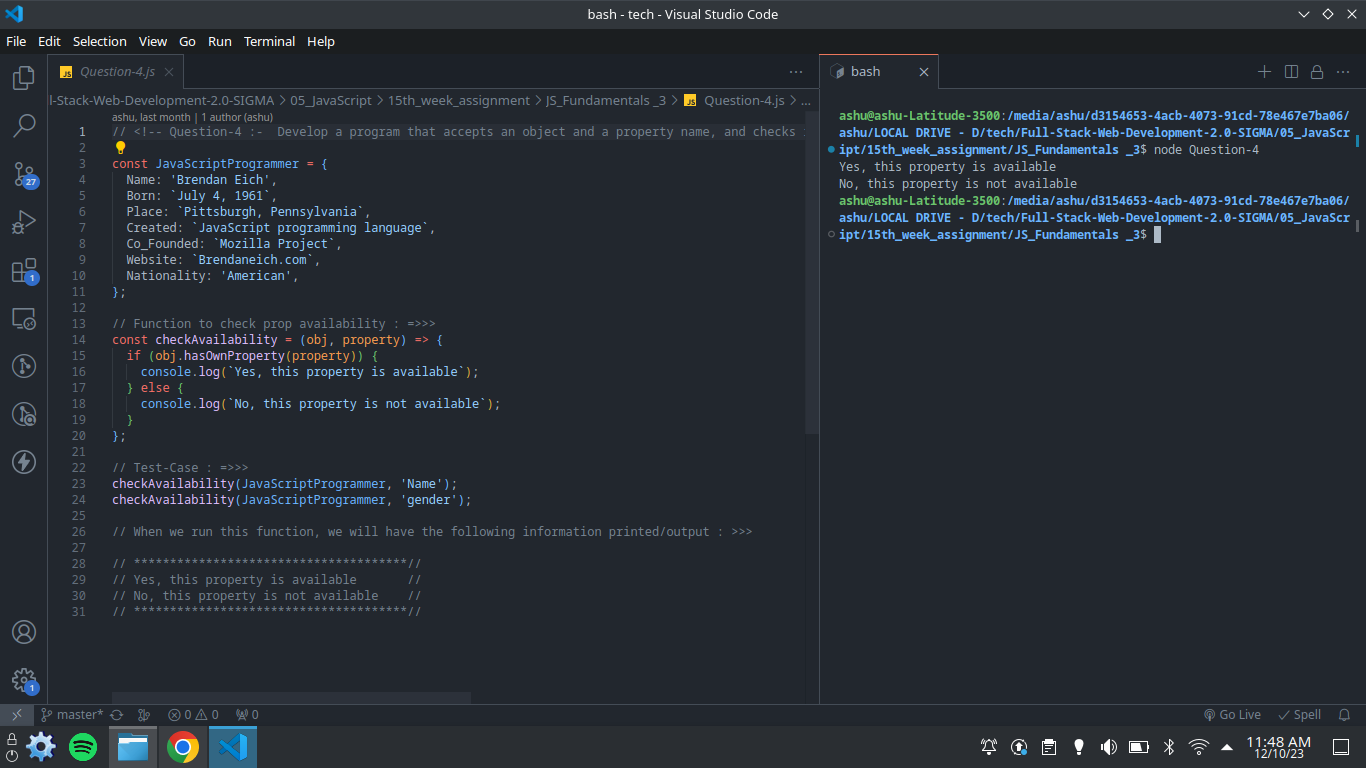 bash - tech - Visual Studio Code
File Edit Selection View Go Run Terminal Help
JS Question-4.js
bash
l-Stack-Web-Development-2.0-SIGMA > 05_JavaScript > 15th_week_assignment > JS_Fundamentals _3 > JS Question-4.js > ...
ashu, last month | 1 author (ashu)
1 // <!-- Question-4 :-  Develop a program that accepts an object and a property name, and checks
2
3 const JavaScriptProgrammer = {
4   Name: 'Brendan Eich',
5   Born: `July 4, 1961`,
6   Place: `Pittsburgh, Pennsylvania`,
7   Created: `JavaScript programming language`,
8   Co_Founded: `Mozilla Project`,
9   Website: `Brendaneich.com`,
10   Nationality: 'American',
11 };
12
13 // Function to check prop availability : =>>>
14 const checkAvailability = (obj, property) => {
15   if (obj.hasOwnProperty(property)) {
16     console.log(`Yes, this property is available`);
17   } else {
18     console.log(`No, this property is not available`);
19   }
20 };
21
22 // Test-Case : =>>>
23 checkAvailability(JavaScriptProgrammer, 'Name');
24 checkAvailability(JavaScriptProgrammer, 'gender');
25
26 // When we run this function, we will have the following information printed/output : >>>
27
28 // **************************************//
29 // Yes, this property is available       //
30 // No, this property is not available    //
31 // **************************************//
ashu@ashu-Latitude-3500:/media/ashu/d3154653-4acb-4073-91cd-78e467e7ba06/
ashu/LOCAL DRIVE - D/tech/Full-Stack-Web-Development-2.0-SIGMA/05_JavaScr
ipt/15th_week_assignment/JS_Fundamentals _3$ node Question-4
Yes, this property is available
No, this property is not available
ashu@ashu-Latitude-3500:/media/ashu/d3154653-4acb-4073-91cd-78e467e7ba06/
ashu/LOCAL DRIVE - D/tech/Full-Stack-Web-Development-2.0-SIGMA/05_JavaScr
ipt/15th_week_assignment/JS_Fundamentals _3$
27
1
1
master* 0 0 0 Go Live Spell
11:48 AM
12/10/23